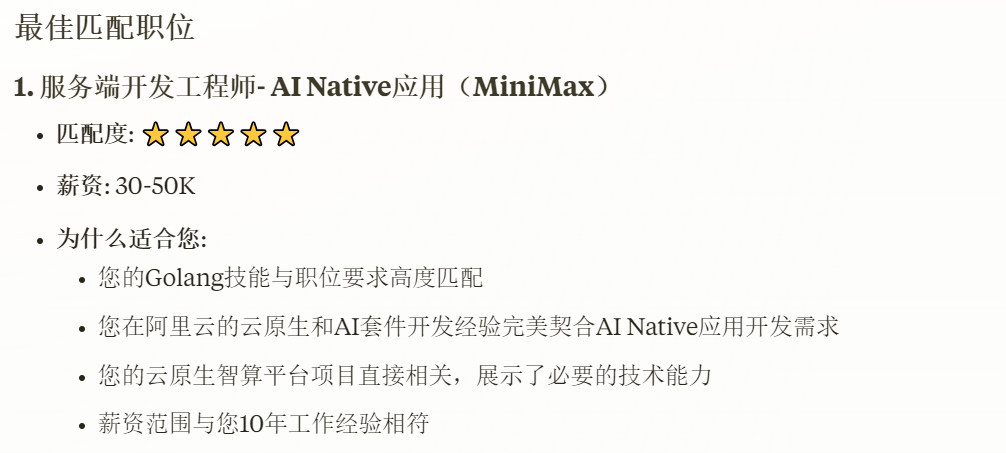 最佳匹配职位
1. 服务端开发工程师- AI Native应用（MiniMax）
• 匹配度: ⭐⭐⭐⭐⭐
• 薪资: 30-50K
• 为什么适合您:
• 您的Golang技能与职位要求高度匹配
• 您在阿里云的云原生和AI套件开发经验完美契合AI Native应用开发需求
• 您的云原生智算平台项目直接相关，展示了必要的技术能力
• 薪资范围与您10年工作经验相符